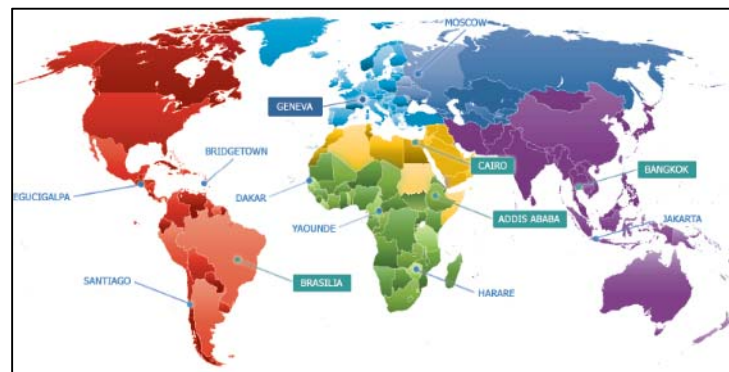 MOSCOW
GENEVA
BRIDGETOWN
CAIRO
BANGKOK
EGUCIGALPA
DAKAR
ADDIS ABABA
JAKARTA
YAOUNDE
SANTIAGO
BRASILIA
HARARE